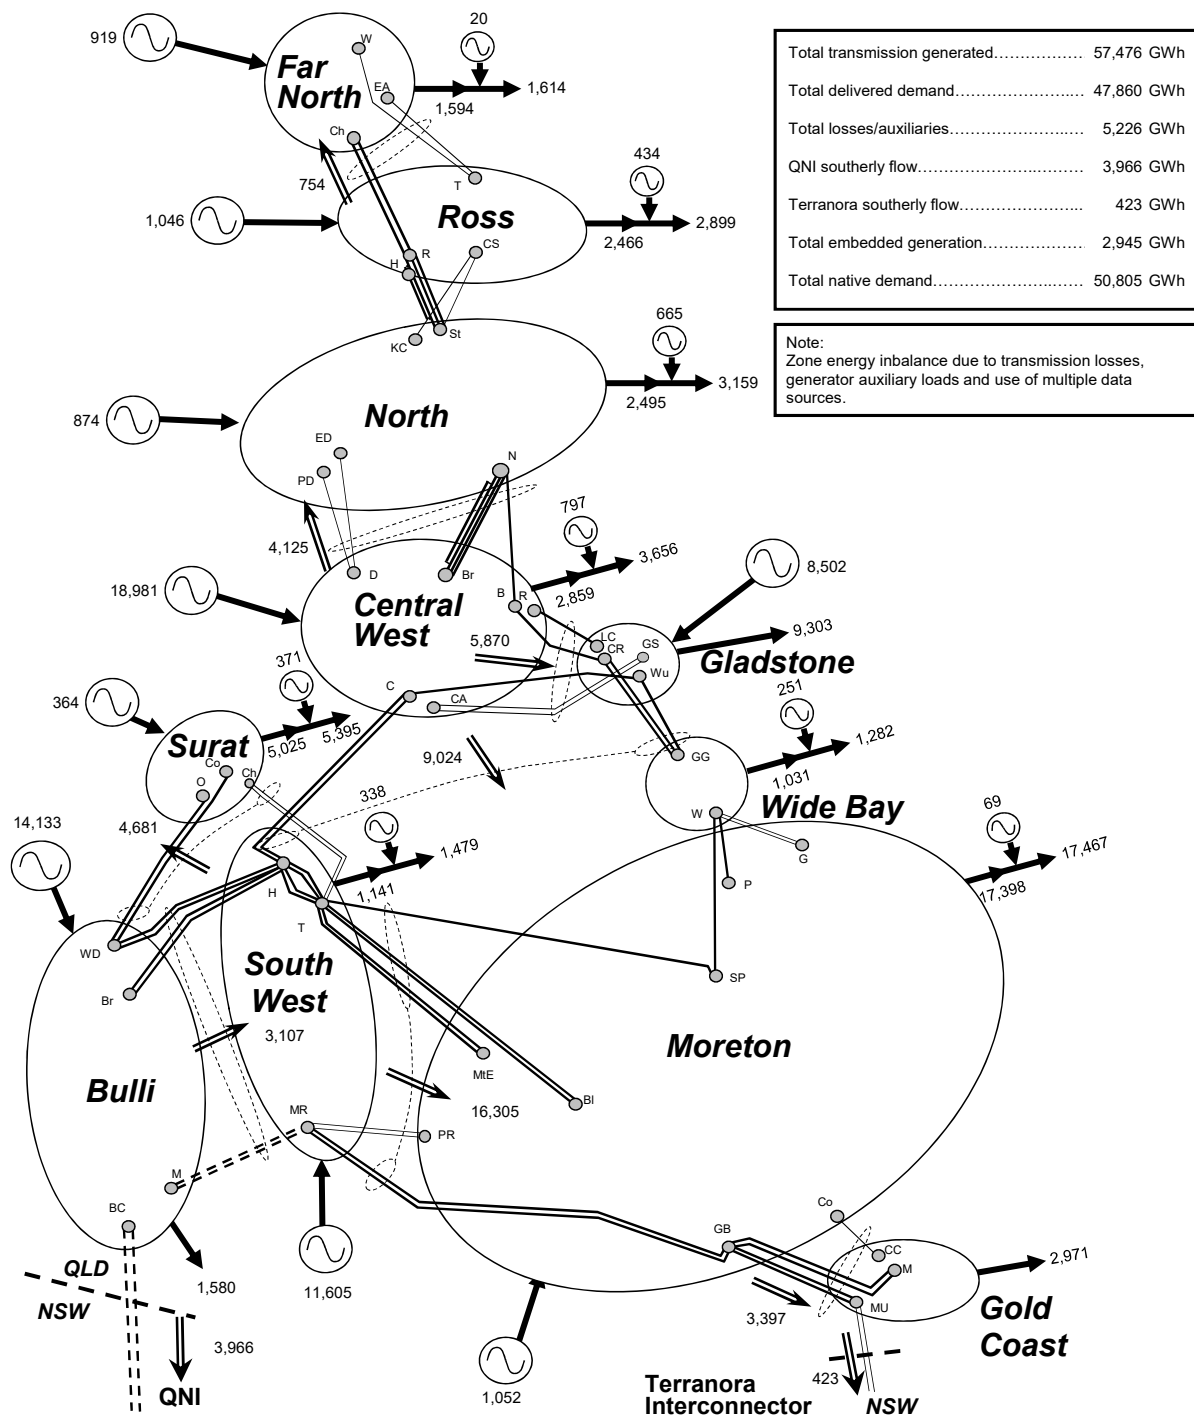 919
20
W
Far
North
EA
1,594
1,614
Ch
754
T
434
1,046
Ross
2,466
2,899
R
CS
H
St
KC
665
3,159
2,495
874
North
ED
PD
N
4,125
797
3,656
2,859
8,502
18,981
D
Br
Central
West
B
R
5,870
LC
CR
GS
Wu
9,303
Gladstone
C
CA
371
364
5,025
5,395
Surat
Co
Ch
O
9,024
251
GG
1,282
1,031
Wide Bay
W
G
P
338
4,681
14,133
1,479
1,141
69
17,467
17,398
H
T
WD
Br
South
West
3,107
SP
Moreton
MtE
Bl
Bulli
16,305
MR
PR
M
BC
QLD
NSW
1,580
3,966
QNI
11,605
1,052
Co
GB
CC
M
MU
2,971
3,397
Gold
Coast
423
Terranora
Interconnector
NSW
Total transmission generated................ 57,476 GWh
Total delivered demand........................ 47,860 GWh
Total losses/auxiliaries......................... 5,226 GWh
QNI southerly flow................................ 3,966 GWh
Terranora southerly flow....................... 423 GWh
Total embedded generation................... 2,945 GWh
Total native demand............................. 50,805 GWh
Note:
Zone energy inbalance due to transmission losses,
generator auxiliary loads and use of multiple data
sources.